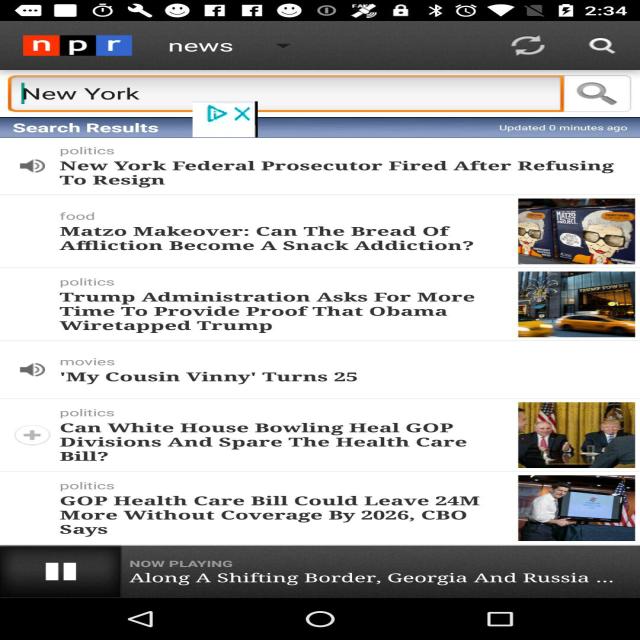 2:34
npr news
New York
Search Results Updated 0 minutes ago
politics
New York Federal Prosecutor Fired After Refusing
To Resign
food
Matzo Makeover: Can The Bread Of
Affliction Become A Snack Addiction?
politics
Trump Administration Asks For More
Time To Provide Proof That Obama
Wiretapped Trump
movies
'My Cousin Vinny' Turns 25
politics
Can White House Bowling Heal GOP
Divisions And Spare The Health Care
Bill?
politics
GOP Health Care Bill Could Leave 24M
More Without Coverage By 2026, CBO
Says
NOW PLAYING
Along A Shifting Border, Georgia And Russia ...